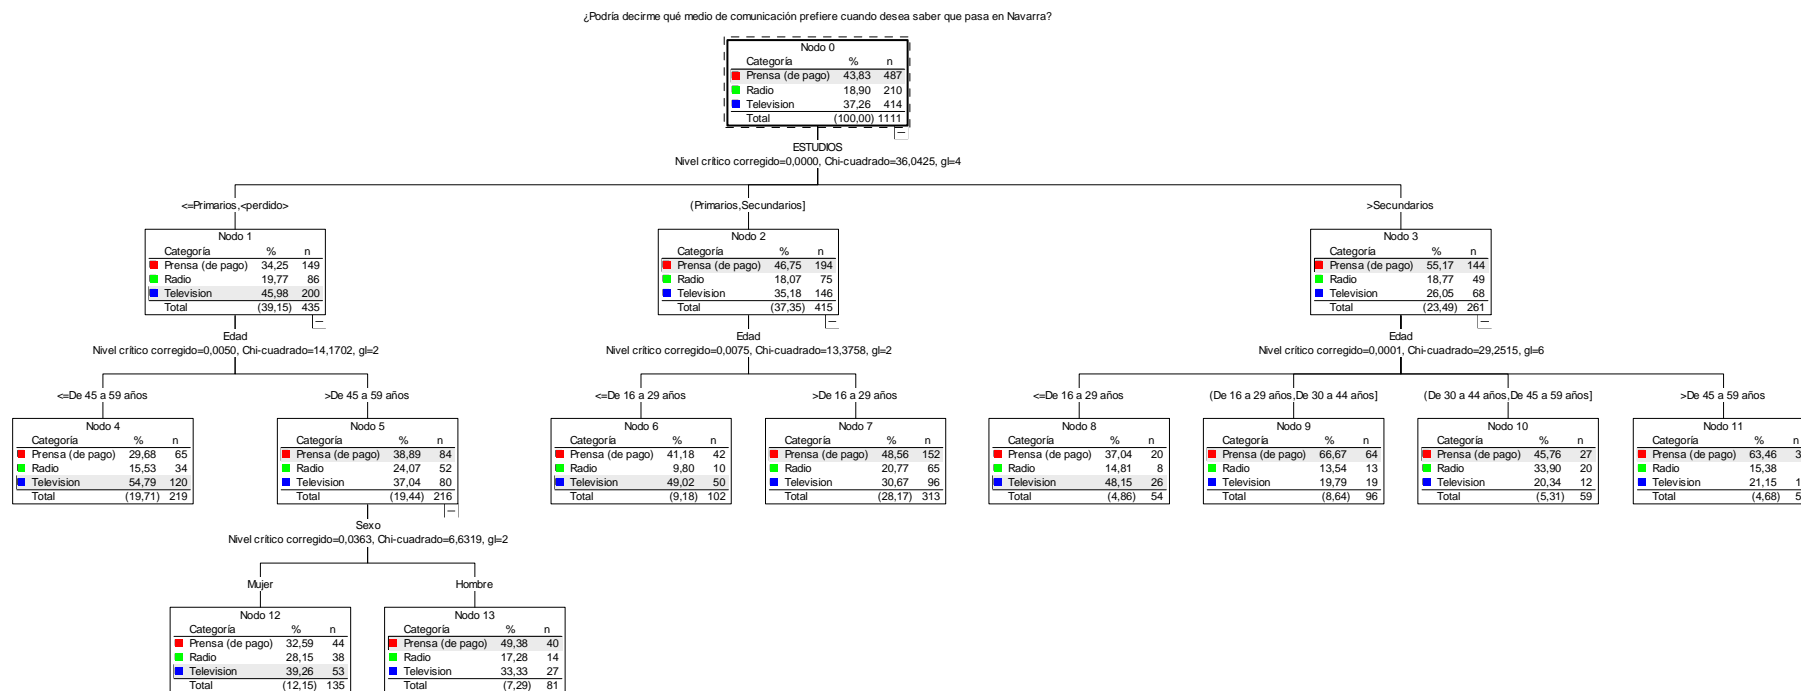 ¿Podría decirme qué medio de comunicación prefiere cuando desea saber que pasa en Navarra?
Nodo 0
Categoría % n
Prensa (de pago) 43,83 487
Radio 18,90 210
Television 37,26 414
Total (100,00) 1111
ESTUDIOS
Nivel crítico corregido=0,0000, Chi-cuadrado=36,0425, gl=4
<=Primarios,<perdido>
(Primarios,Secundarios]
>Secundarios
Nodo 1
Categoría % n
Prensa (de pago) 34,25 149
Radio 19,77 86
Television 45,98 200
Total (39,15) 435
Nodo 2
Categoría % n
Prensa (de pago) 46,75 194
Radio 18,07 75
Television 35,18 146
Total (37,35) 415
Nodo 3
Categoría % n
Prensa (de pago) 55,17 144
Radio 18,77 49
Television 26,05 68
Total (23,49) 261
Edad
Nivel crítico corregido=0,0050, Chi-cuadrado=14,1702, gl=2
Edad
Nivel crítico corregido=0,0075, Chi-cuadrado=13,3758, gl=2
Edad
Nivel crítico corregido=0,0001, Chi-cuadrado=29,2515, gl=6
<=De 45 a 59 años
>De 45 a 59 años
<=De 16 a 29 años
>De 16 a 29 años
<=De 16 a 29 años
(De 16 a 29 años,De 30 a 44 años]
(De 30 a 44 años,De 45 a 59 años]
>De 45 a 59 años
Nodo 4
Categoría % n
Prensa (de pago) 29,68 65
Radio 15,53 34
Television 54,79 120
Total (19,71) 219
Nodo 5
Categoría % n
Prensa (de pago) 38,89 84
Radio 24,07 52
Television 37,04 80
Total (19,44) 216
Nodo 6
Categoría % n
Prensa (de pago) 41,18 42
Radio 9,80 10
Television 49,02 50
Total (9,18) 102
Nodo 7
Categoría % n
Prensa (de pago) 48,56 152
Radio 20,77 65
Television 30,67 96
Total (28,17) 313
Nodo 8
Categoría % n
Prensa (de pago) 37,04 20
Radio 14,81 8
Television 48,15 26
Total (4,86) 54
Nodo 9
Categoría % n
Prensa (de pago) 66,67 64
Radio 13,54 13
Television 19,79 19
Total (8,64) 96
Nodo 10
Categoría % n
Prensa (de pago) 45,76 27
Radio 33,90 20
Television 20,34 12
Total (5,31) 59
Nodo 11
Categoría % n
Prensa (de pago) 63,46
Radio 15,38
Television 21,15
Total (4,68)
Sexo
Nivel crítico corregido=0,0363, Chi-cuadrado=6,6319, gl=2
Mujer
Hombre
Nodo 12
Categoría % n
Prensa (de pago) 32,59 44
Radio 28,15 38
Television 39,26 53
Total (12,15) 135
Nodo 13
Categoría % n
Prensa (de pago) 49,38 40
Radio 17,28 14
Television 33,33 27
Total (7,29) 81